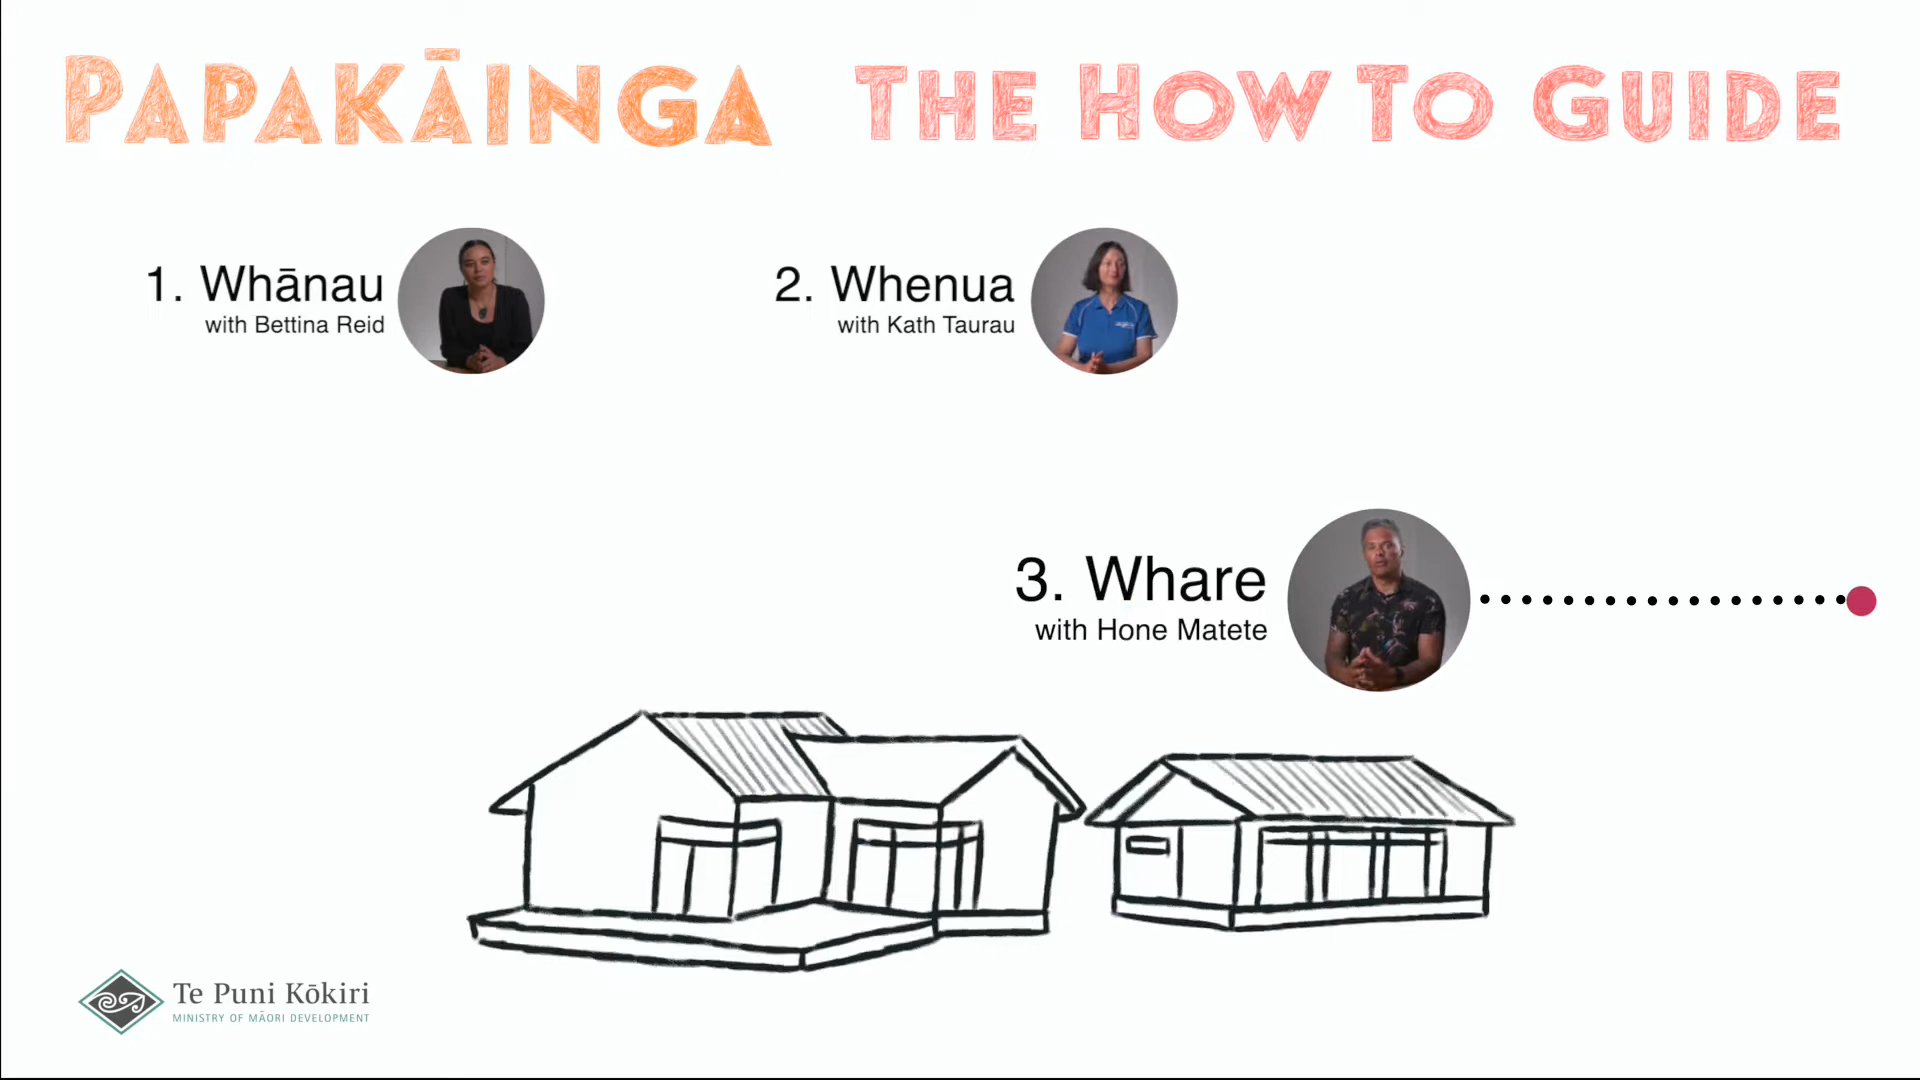 PAPAKĀINGA THE HOW TO GUIDE
1. Whānau
with Bettina Reid
2. Whenua
with Kath Taurau
3. Whare
with Hone Matete
Te Puni Kōkiri
MINISTRY OF MĀORI DEVELOPMENT